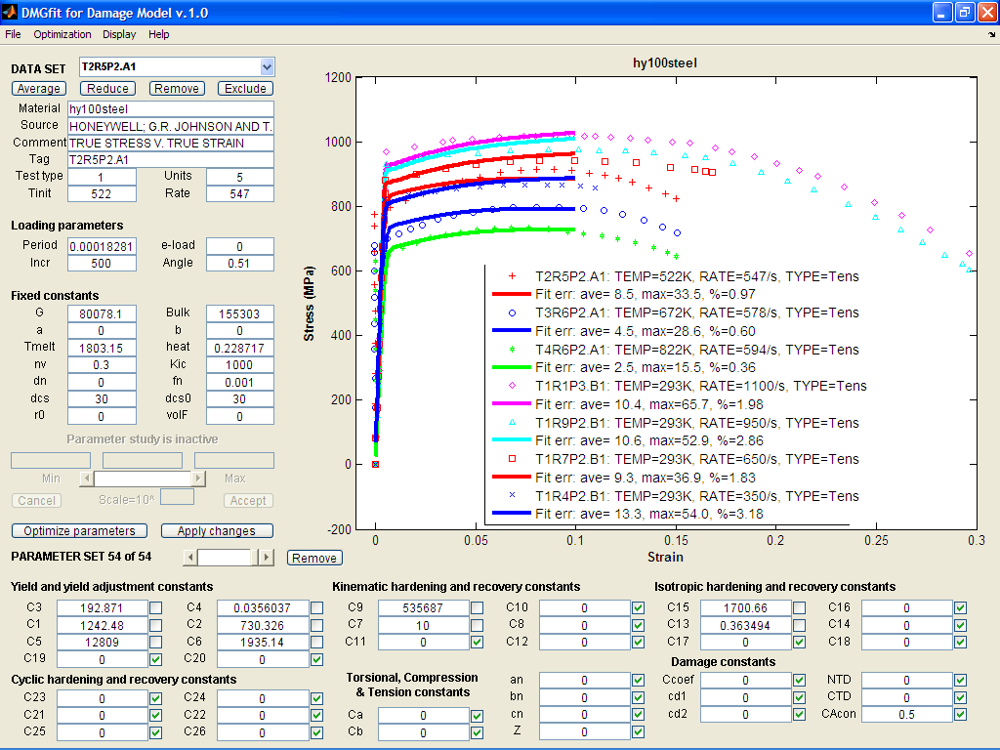 DMGfit for Damage Model v.1.0
File Optimization Display Help
DATA SET T2R5P2.A1
Average Reduce Remove Exclude
Material hy100steel
Source HONEYWELL; G.R. JOHNSON AND T.
Comment TRUE STRESS V. TRUE STRAIN
Tag T2R5P2.A1
Test type 1 Units 5
Tinit 522 Rate 547
Loading parameters
Period 0.00018281 e-load 0
Incr 500 Angle 0.51
Fixed constants
G 80078.1 Bulk 155303
a 0 b 0
Tmelt 1803.15 heat 0.228717
nv 0.3 Kic 1000
dn 0 fn 0.001
dcs 30 dcs0 30
r0 0 volF 0
Parameter study is inactive
Min Max
Cancel Scale=10^ Accept
Optimize parameters Apply changes
PARAMETER SET 54 of 54 Remove
hy100steel
Stress (MPa)
1200
1000
800
600
400
200
0
-200
0 0.05 0.1 0.15 0.2 0.25 0.3
Strain
T2R5P2.A1: TEMP=522K, RATE=547/s, TYPE=Tens
Fit err: ave= 8.5, max=33.5, %=0.97
T3R6P2.A1: TEMP=672K, RATE=578/s, TYPE=Tens
Fit err: ave= 4.5, max=28.6, %=0.60
T4R6P2.A1: TEMP=822K, RATE=594/s, TYPE=Tens
Fit err: ave= 2.5, max=15.5, %=0.36
T1R1P3.B1: TEMP=293K, RATE=1100/s, TYPE=Tens
Fit err: ave= 10.4, max=65.7, %=1.98
T1R9P2.B1: TEMP=293K, RATE=950/s, TYPE=Tens
Fit err: ave= 10.6, max=52.9, %=2.86
T1R7P2.B1: TEMP=293K, RATE=650/s, TYPE=Tens
Fit err: ave= 9.3, max=36.9, %=1.83
T1R4P2.B1: TEMP=293K, RATE=350/s, TYPE=Tens
Fit err: ave= 13.3, max=54.0, %=3.18
Yield and yield adjustment constants
C3 192.871 C4 0.0356037
C1 1242.48 C2 730.326
C5 12809 C6 1935.14
C19 0 C20 0
Cyclic hardening and recovery constants
C23 0 C24 0
C21 0 C22 0
C25 0 C26 0
Kinematic hardening and recovery constants
C9 535687 C10 0
C7 10 C8 0
C11 0 C12 0
Torsional, Compression
& Tension constants
Ca 0
Cb 0
an 0
bn 0
cn 0
Z 0
Isotropic hardening and recovery constants
C15 1700.66 C16 0
C13 0.363494 C14 0
C17 0 C18 0
Damage constants
Ccoef 0 NTD 0
cd1 0 CTD 0
cd2 0 CAcon 0.5